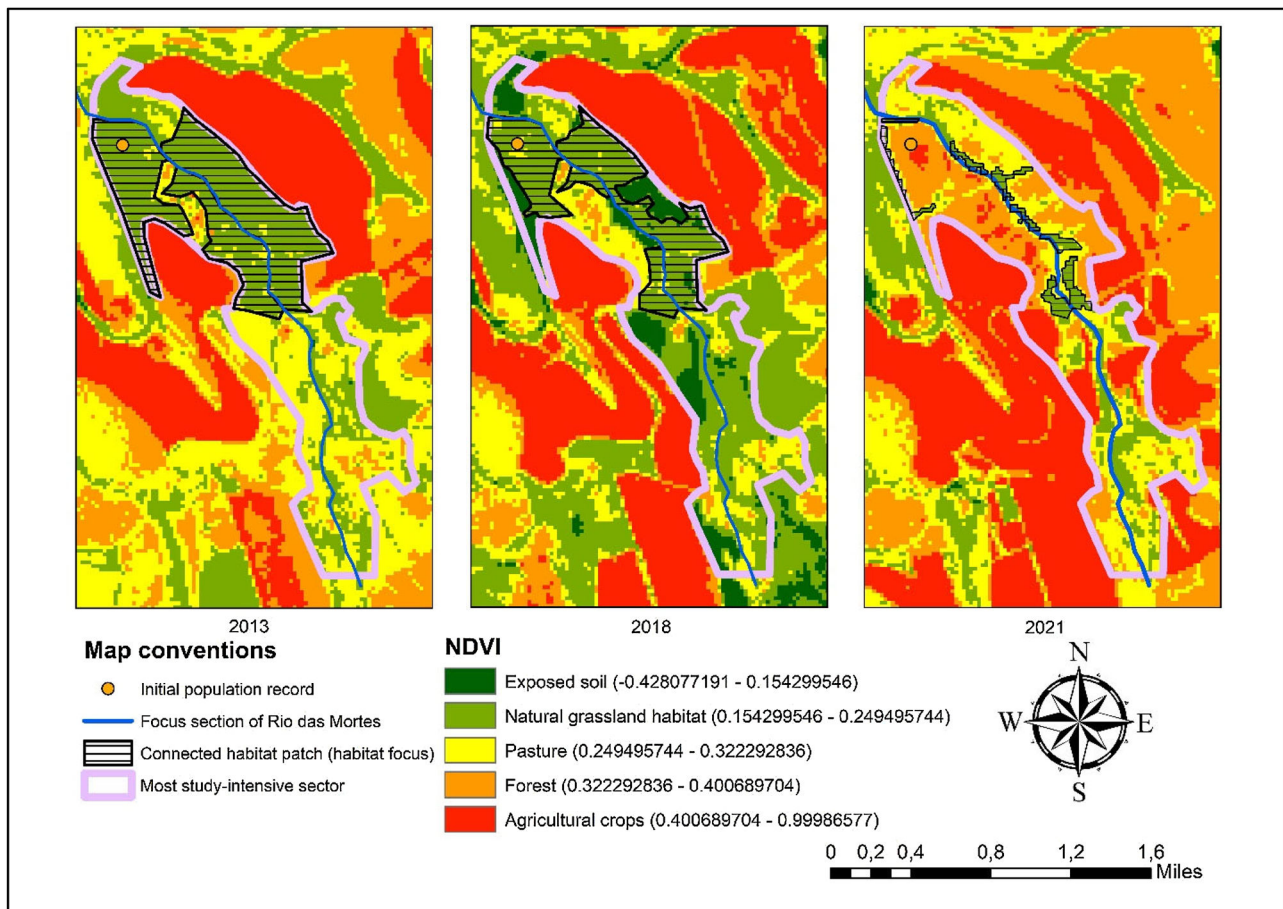 2013
2018
2021
Map conventions
Initial population record
Focus section of Rio das Mortes
Connected habitat patch (habitat focus)
Most study-intensive sector
NDVI
Exposed soil (-0.428077191 - 0.154299546)
Natural grassland habitat (0.154299546 - 0.249495744)
Pasture (0.249495744 - 0.322292836)
Forest (0.322292836 - 0.400689704)
Agricultural crops (0.400689704 - 0.99986577)
N
W
E
S
0 0,2 0,4 0,8 1,2 1,6
Miles